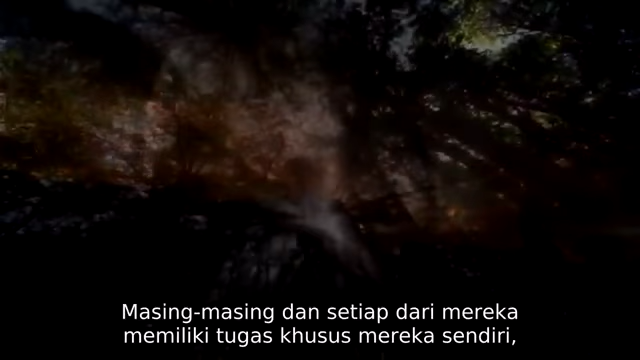 Masing-masing dan setiap dari mereka
memiliki tugas khusus mereka sendiri,